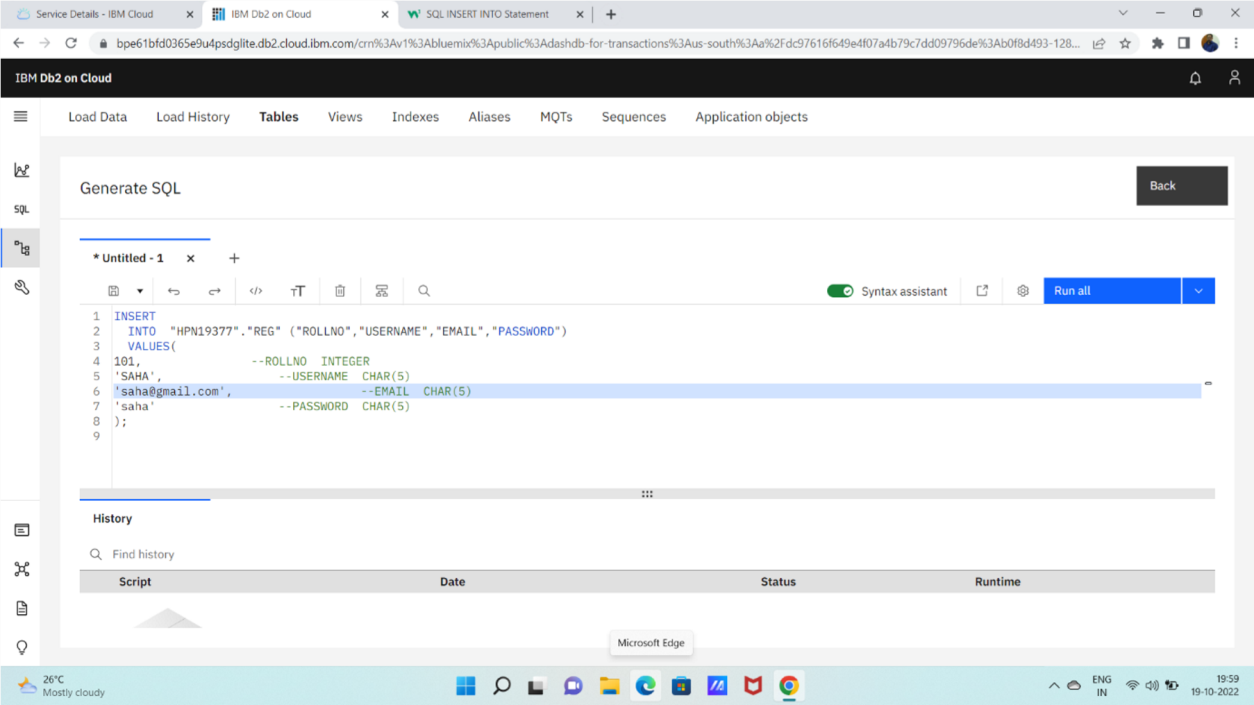 Service Details - IBM Cloud
IBM Db2 on Cloud
SQL INSERT INTO Statement
bpe61bfd0365e9u4psdglite.db2.cloud.ibm.com/crn%3Av1%3Abluemix%3Apublic%3Adashdb-for-transactions%3Aus-south%3Aa%2Fdc97616f649e4f07a4b79c7dd09796de%3Ab0f8d493-128...
IBM Db2 on Cloud
Load Data Load History Tables Views Indexes Aliases MQTs Sequences Application objects
SQL
Generate SQL
Back
* Untitled - 1
Syntax assistant
Run all
1 INSERT
2 INTO "HPN19377"."REG" ("ROLLNO","USERNAME","EMAIL","PASSWORD")
3 VALUES(
4 101, --ROLLNO INTEGER
5 'SAHA', --USERNAME CHAR(5)
6 'saha@gmail.com', --EMAIL CHAR(5)
7 'saha' --PASSWORD CHAR(5)
8 );
9
History
Find history
Script Date Status Runtime
Microsoft Edge
26°C
Mostly cloudy
ENG
IN
19:59
19-10-2022